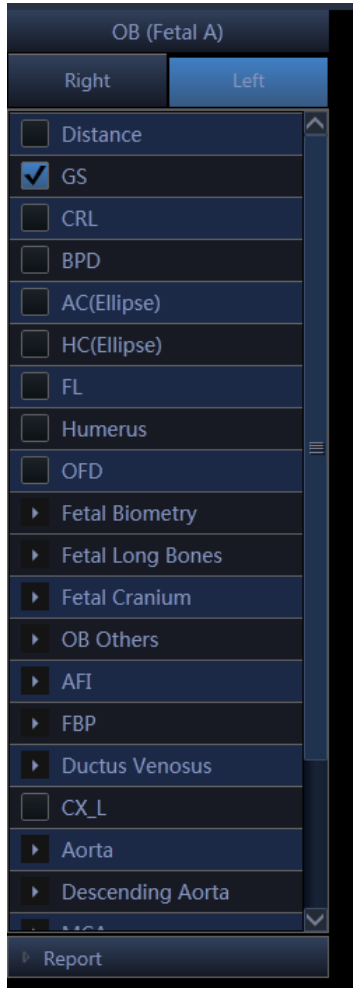 OB (Fetal A)
Right Left
Distance
GS
CRL
BPD
AC(Ellipse)
HC(Ellipse)
FL
Humerus
OFD
Fetal Biometry
Fetal Long Bones
Fetal Cranium
OB Others
AFI
FBP
Ductus Venosus
CX_L
Aorta
Descending Aorta
MCA
Report